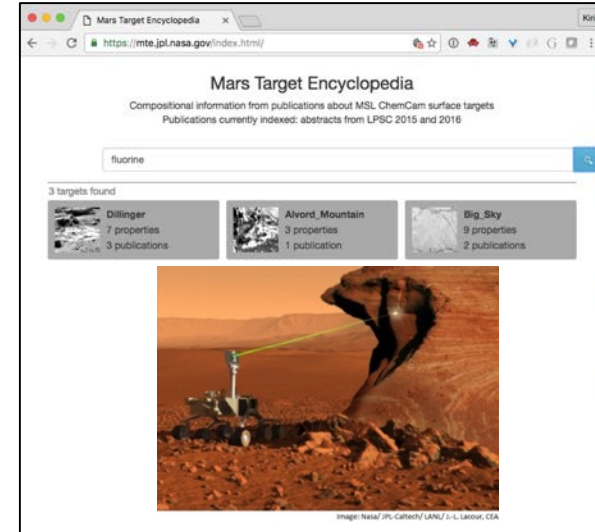 Mars Target Encyclopedia
Kiri
https://mte.jpl.nasa.gov/index.html/
Mars Target Encyclopedia
Compositional information from publications about MSL ChemCam surface targets
Publications currently indexed: abstracts from LPSC 2015 and 2016
fluorine
3 targets found
Dillinger
7 properties
3 publications
Alvord_Mountain
3 properties
1 publication
Big_Sky
9 properties
2 publications
Image: Nasa/ JPL-Caltech/ LANL/ J.-L. Lacour, CEA